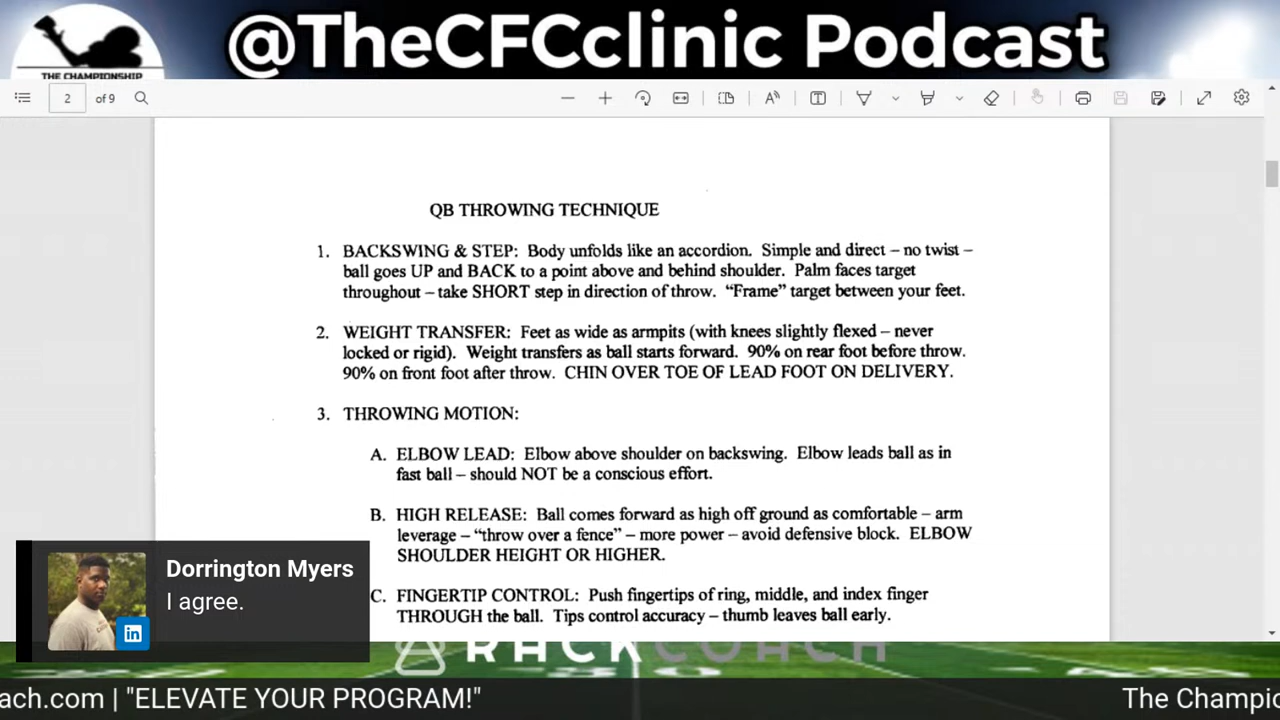 @TheCFCclinic Podcast
THE CHAMPIONSHIP
2 of 9
QB THROWING TECHNIQUE
1. BACKSWING & STEP: Body unfolds like an accordion. Simple and direct – no twist –
ball goes UP and BACK to a point above and behind shoulder. Palm faces target
throughout – take SHORT step in direction of throw. “Frame” target between your feet.
2. WEIGHT TRANSFER: Feet as wide as armpits (with knees slightly flexed – never
locked or rigid). Weight transfers as ball starts forward. 90% on rear foot before throw.
90% on front foot after throw. CHIN OVER TOE OF LEAD FOOT ON DELIVERY.
3. THROWING MOTION:
A. ELBOW LEAD: Elbow above shoulder on backswing. Elbow leads ball as in
fast ball – should NOT be a conscious effort.
B. HIGH RELEASE: Ball comes forward as high off ground as comfortable – arm
leverage – “throw over a fence” – more power – avoid defensive block. ELBOW
SHOULDER HEIGHT OR HIGHER.
C. FINGERTIP CONTROL: Push fingertips of ring, middle, and index finger
THROUGH the ball. Tips control accuracy – thumb leaves ball early.
Dorrington Myers
I agree.
in
RACKCOACH
ach.com | "ELEVATE YOUR PROGRAM!"
The Champio